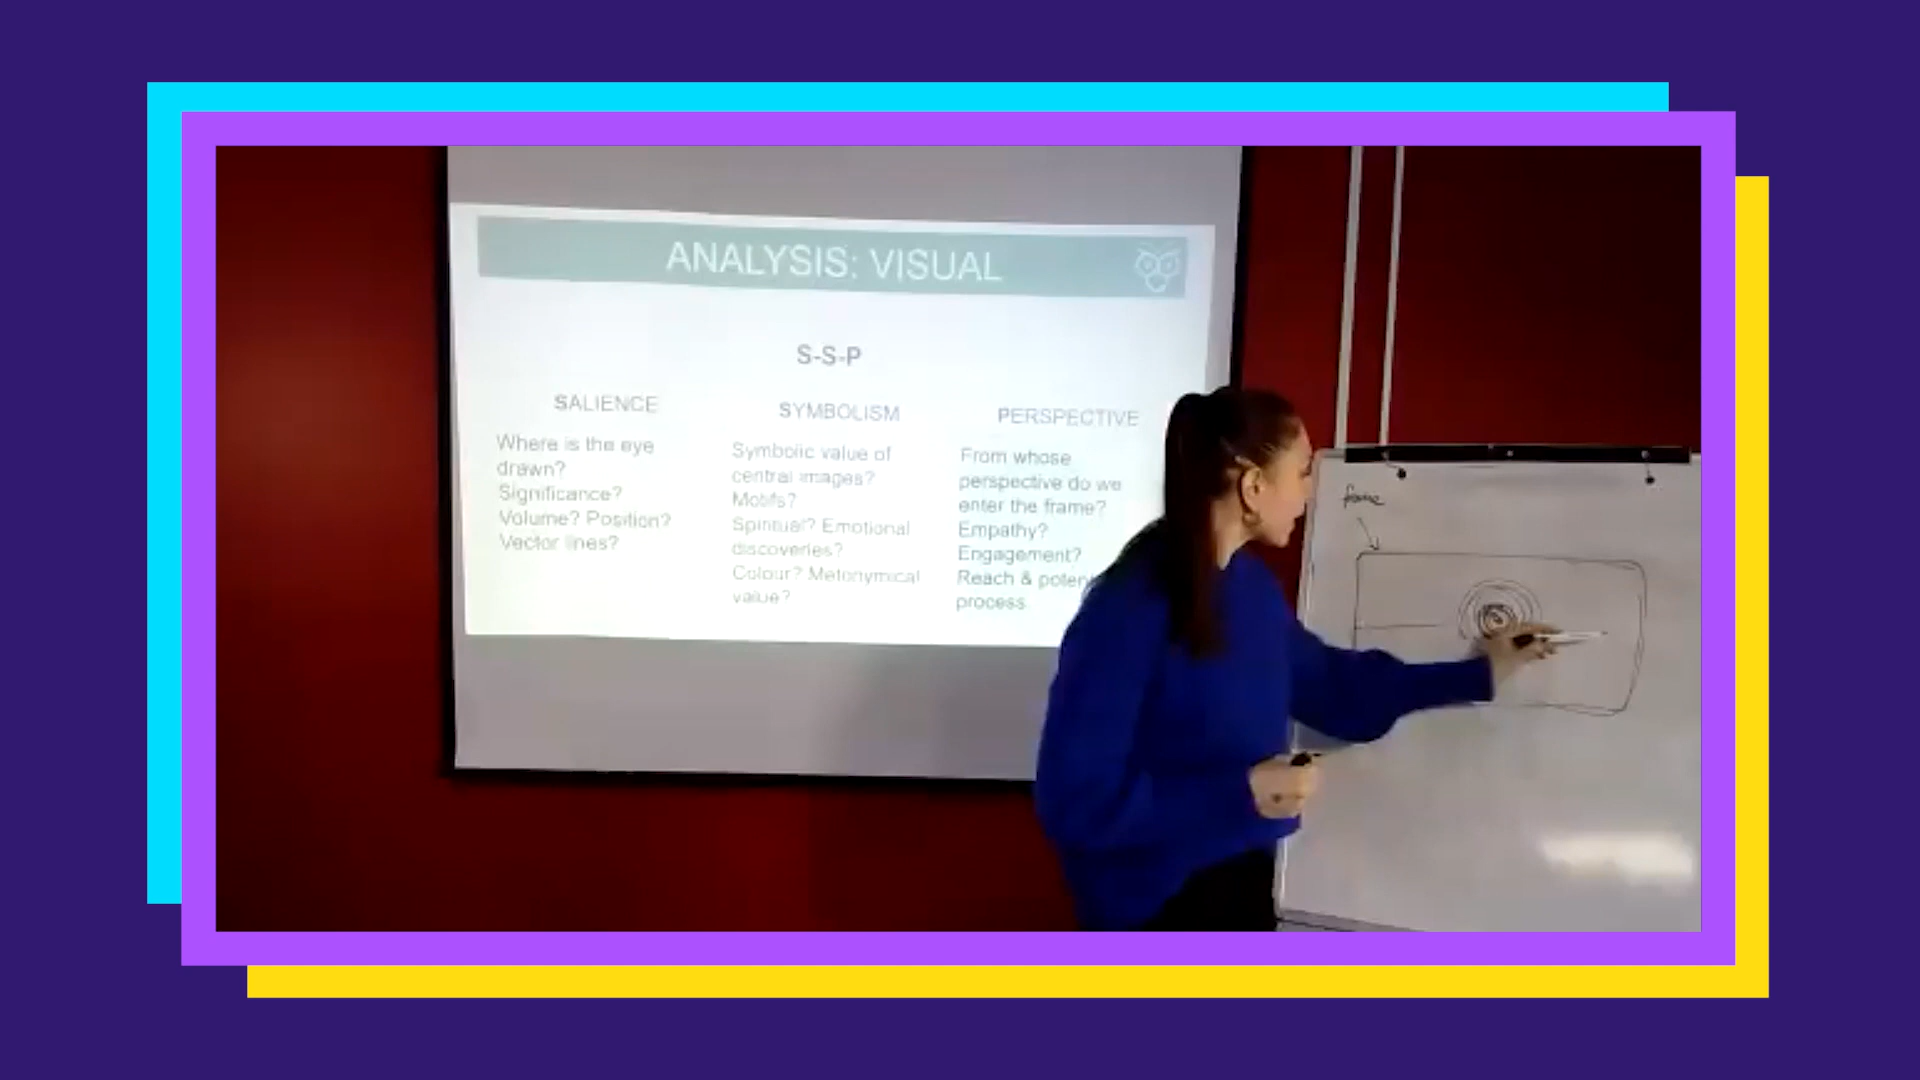 ANALYSIS: VISUAL
S-S-P
SALIENCE
Where is the eye
drawn?
Significance?
Volume? Position?
Vector lines?
SYMBOLISM
Symbolic value of
central images?
Motifs?
Spiritual? Emotional
discoveries?
Colour? Metonymical
value?
PERSPECTIVE
From whose
perspective do we
enter the frame?
Empathy?
Engagement?
Reach &
process
frame